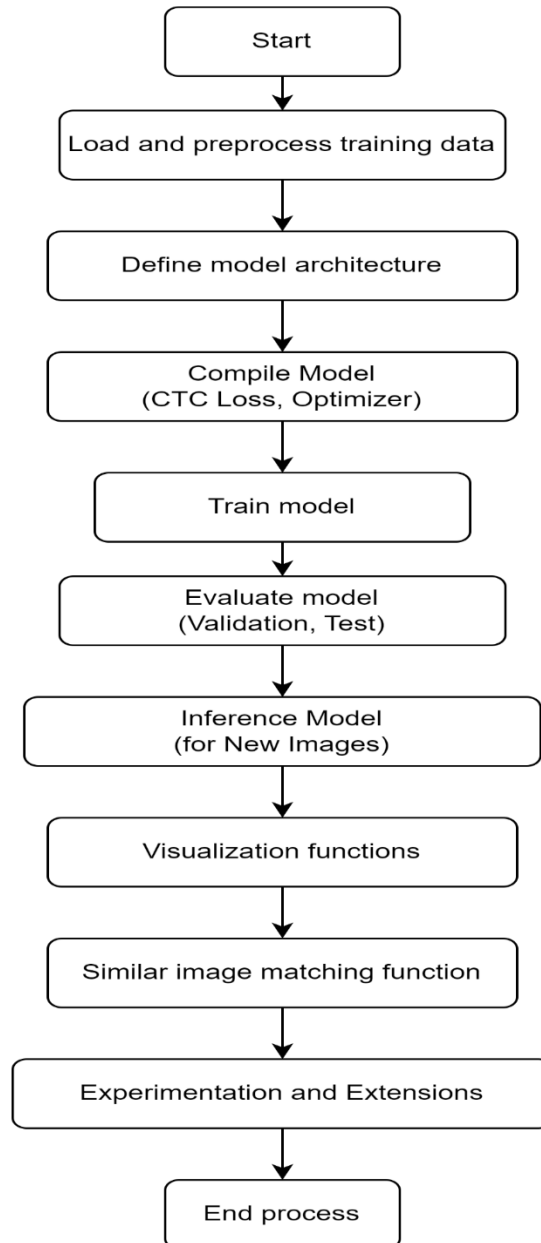 Start
Load and preprocess training data
Define model architecture
Compile Model
(CTC Loss, Optimizer)
Train model
Evaluate model
(Validation, Test)
Inference Model
(for New Images)
Visualization functions
Similar image matching function
Experimentation and Extensions
End process